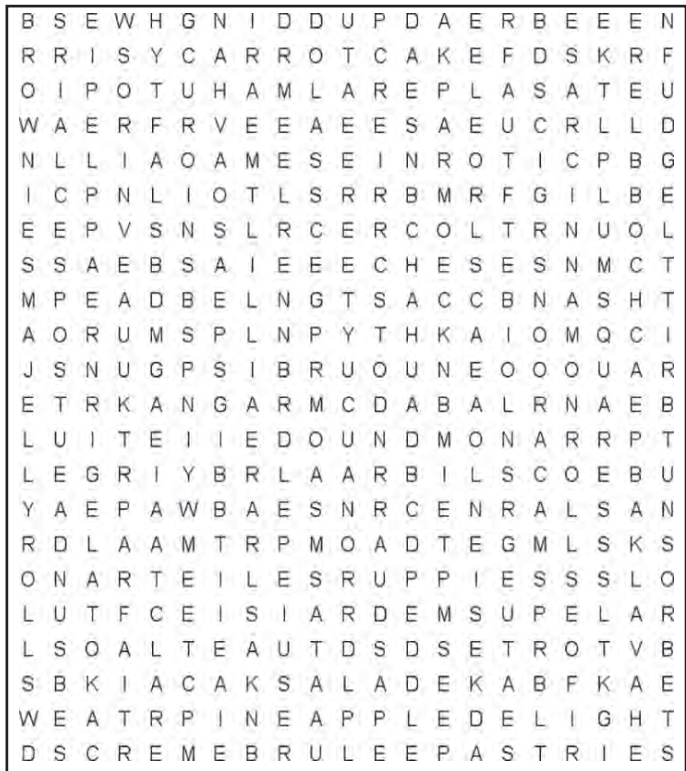 B S E W H G N I D D U P D A E R B E E E N
R R I S Y C A R R O T C A K E F D S K R F
O I P O T U H A M L A R E P L A S A T E U
W A E R F R V E E A E E S A E U C R L L D
N L L I A O A M E S E I N R O T I C P B G
I C P N L I O T L S R R B M R F G I L B E
E E P V S N S L R C E R C O L T R N U O L
S S A E B S A I E E E C H E S E S N M C T
M P E A D B E L N G T S A C C B N A S H T
A O R U M S P L N P Y T H K A I O M Q C I
J S N U G P S I B R U O U N E O O O U A R
E T R K A N G A R M C D A B A L R N A E B
L U I T E I I E D O U N D M O N A R R P T
L E G R I Y B R L A A R B I L S C O E B U
Y A E P A W B A E S N R C E N R A L S A N
R D L A A M T R P M O A D T E G M L S K S
O N A R T E I L E S R U P P I E S S S L O
L U T F C E I S I A R D E M S U P E L A R
L S O A L T E A U T D S D S E T R O T V B
S B K I A C A K S A L A D E K A B F K A E
W E A T R P I N E A P P L E D E L I G H T
D S C R E M E B R U L E E P A S T R I E S